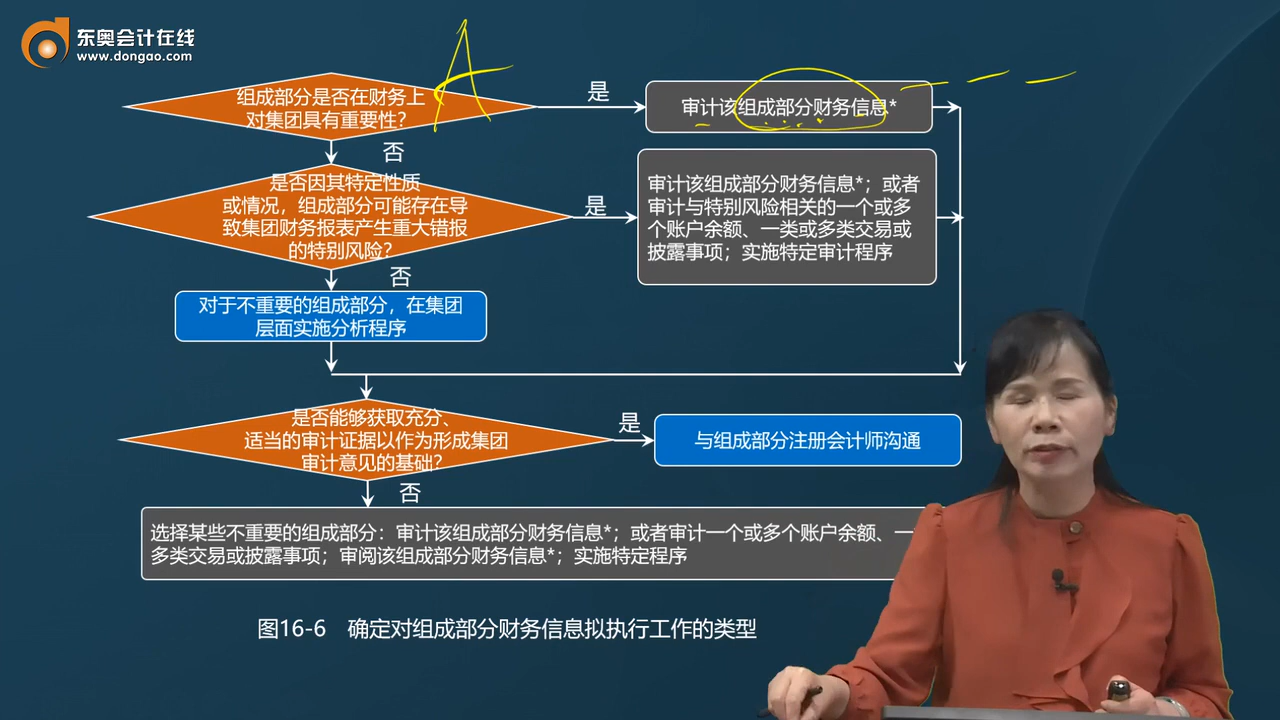 东奥会计在线
www.dongao.com
组成部分是否在财务上
对集团具有重要性？
是
审计该组成部分财务信息*
A
否
是否因其特定性质
或情况，组成部分可能存在导
致集团财务报表产生重大错报
的特别风险？
是
审计该组成部分财务信息*；或者
审计与特别风险相关的一个或多
个账户余额、一类或多类交易或
披露事项；实施特定审计程序
否
对于不重要的组成部分，在集团
层面实施分析程序
是否能够获取充分、
适当的审计证据以作为形成集团
审计意见的基础？
是
与组成部分注册会计师沟通
否
选择某些不重要的组成部分：审计该组成部分财务信息*；或者审计一个或多个账户余额、一
多类交易或披露事项；审阅该组成部分财务信息*；实施特定程序
图16-6 确定对组成部分财务信息拟执行工作的类型